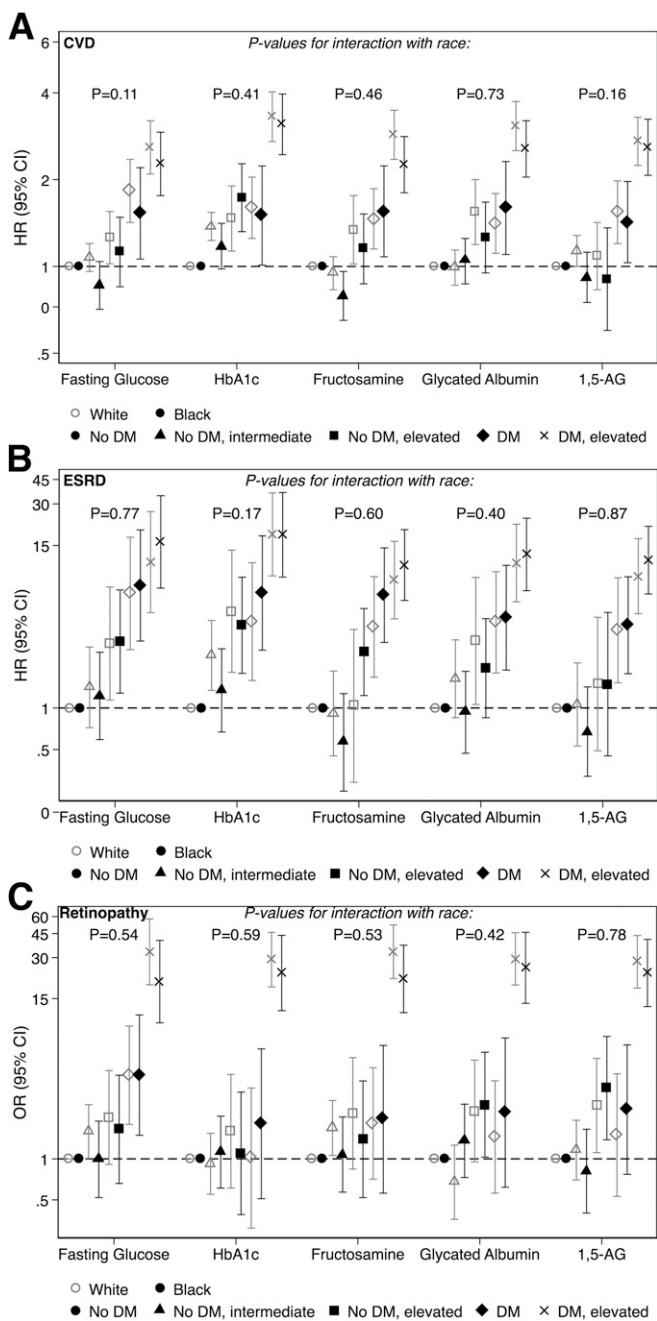 A
CVD P-values for interaction with race:
6
4
2
1
0
.5
HR (95% CI)
P=0.11 P=0.41 P=0.46 P=0.73 P=0.16
Fasting Glucose HbA1c Fructosamine Glycated Albumin 1,5-AG
White Black
No DM No DM, intermediate No DM, elevated DM DM, elevated
B
ESRD P-values for interaction with race:
45
30
15
1
.5
0
HR (95% CI)
P=0.77 P=0.17 P=0.60 P=0.40 P=0.87
Fasting Glucose HbA1c Fructosamine Glycated Albumin 1,5-AG
White Black
No DM No DM, intermediate No DM, elevated DM DM, elevated
C
Retinopathy P-values for interaction with race:
60
45
30
15
1
.5
OR (95% CI)
P=0.54 P=0.59 P=0.53 P=0.42 P=0.78
Fasting Glucose HbA1c Fructosamine Glycated Albumin 1,5-AG
White Black
No DM No DM, intermediate No DM, elevated DM DM, elevated